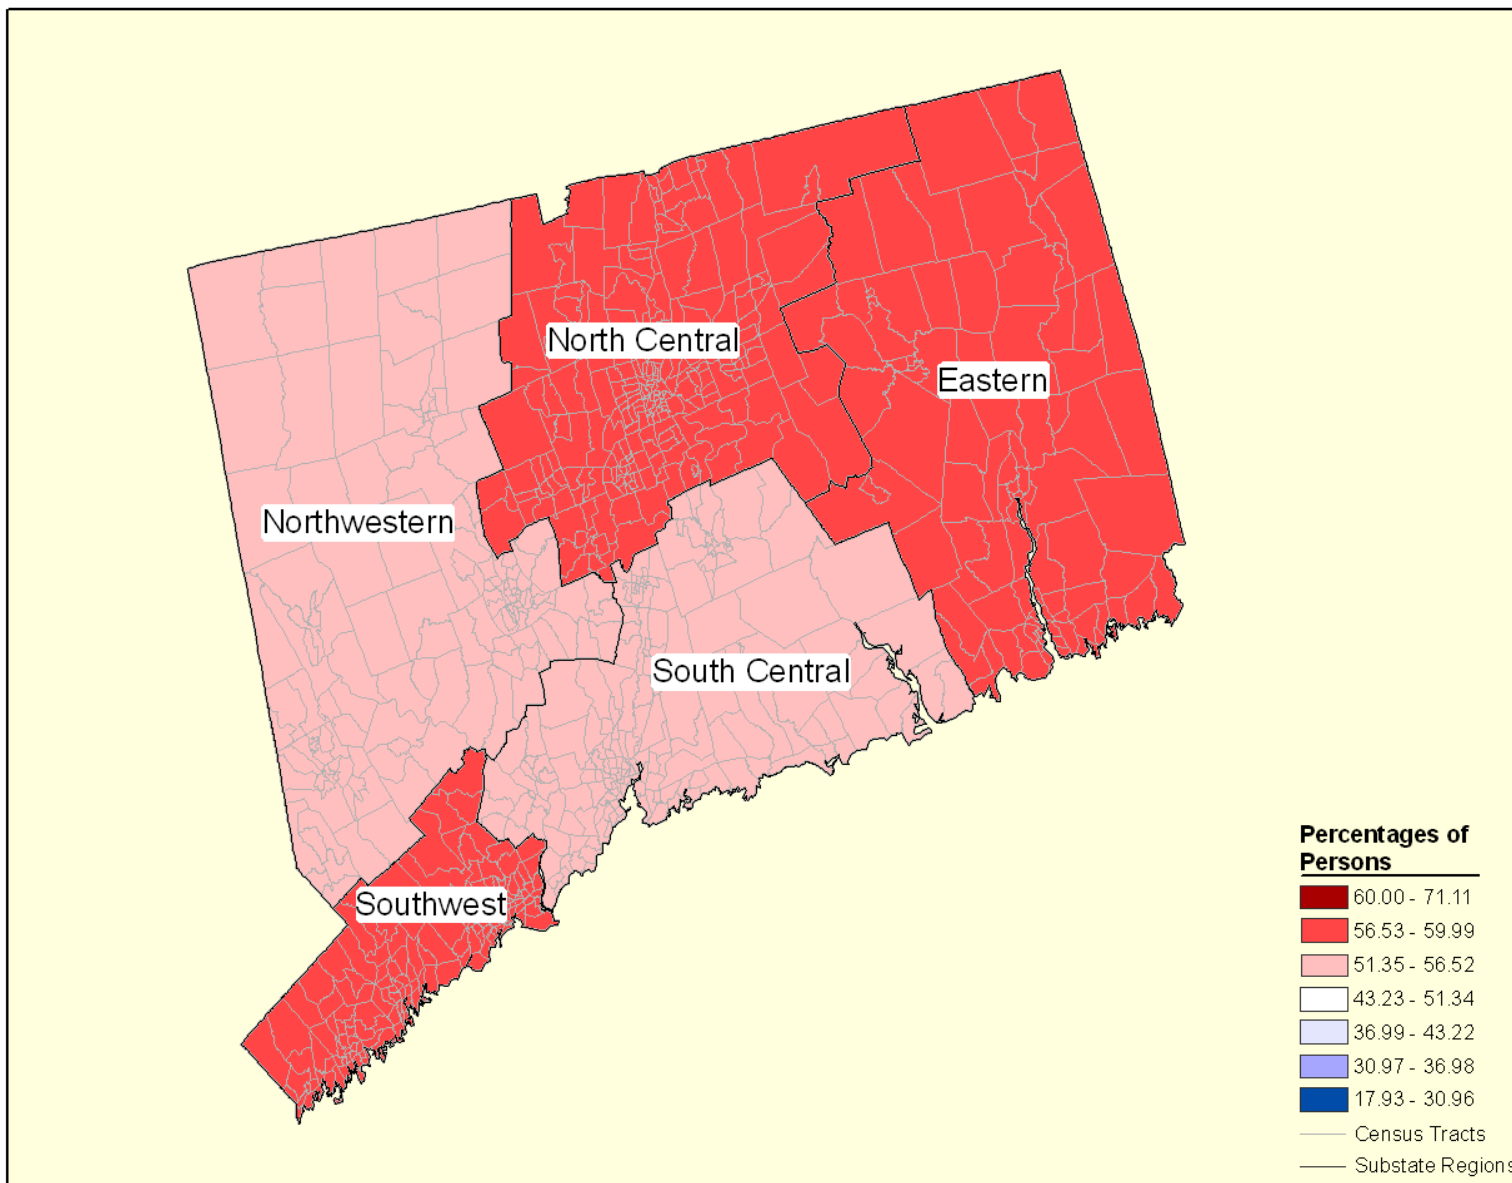 North Central
Eastern
Northwestern
South Central
Southwest
Percentages of
Persons
60.00 - 71.11
56.53 - 59.99
51.35 - 56.52
43.23 - 51.34
36.99 - 43.22
30.97 - 36.98
17.93 - 30.96
Census Tracts
Substate Regions